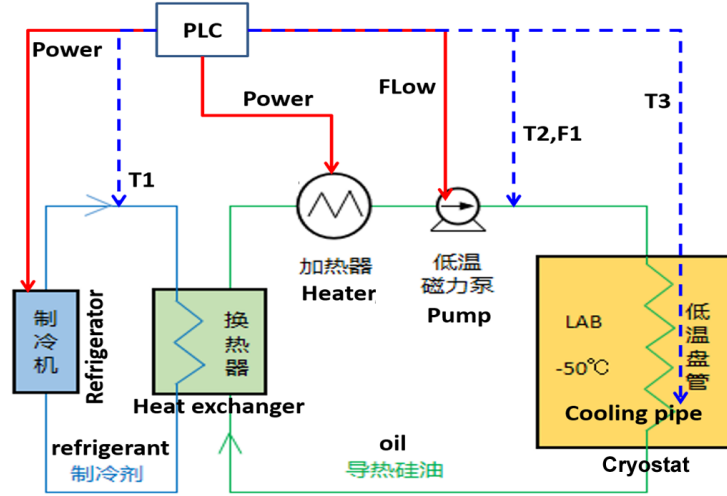 PLC
Power
Power
FLow
T3
T2,F1
T1
加热器
Heater
低温
磁力泵
Pump
制
冷
机
Refrigerator
换
热
器
Heat exchanger
LAB
-50℃
低
温
盘
管
Cooling pipe
Cryostat
refrigerant
制冷剂
oil
导热硅油